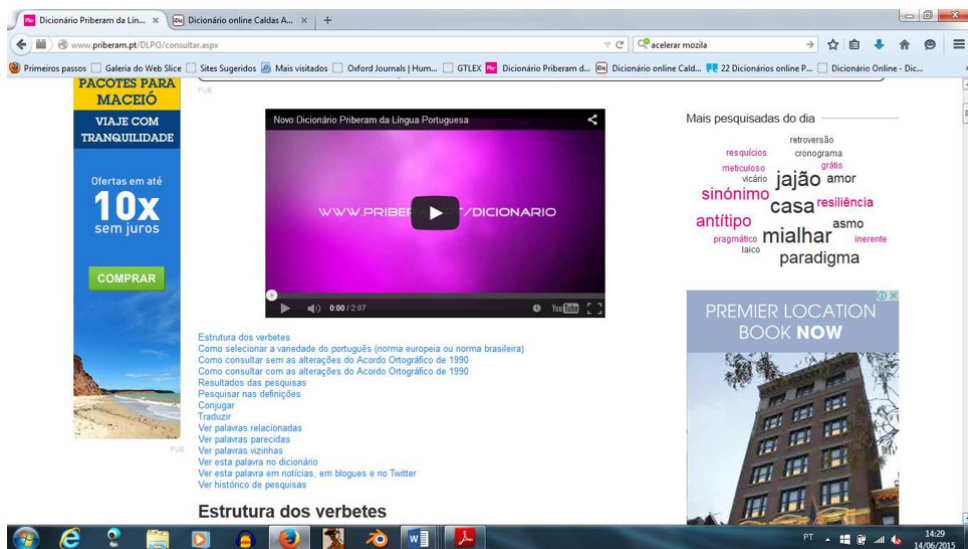 Dicionário Priberam da Lín...
Dicionário online Caldas A...
www.priberam.pt/DLPO/consultar.aspx
acelerar mozila
Primeiros passos
Galeria do Web Slice
Sites Sugeridos
Mais visitados
Oxford Journals | Hum...
GTLEX
Dicionário Priberam d...
Dicionário online Cald...
22 Dicionários online P...
Dicionário Online - Dic...
PACOTES PARA
MACEIÓ
VIAJE COM
TRANQUILIDADE
Ofertas em até
10x
sem juros
COMPRAR
PUB
PUB
Novo Dicionário Priberam da Língua Portuguesa
0:00 / 2:07
YouTube
Mais pesquisadas do dia
retroversão
resquícios cronograma
meticuloso grátis
vicário jajão amor
sinónimo casa resiliência
antítipo asmo
pragmático mialhar inerente
laico paradigma
PREMIER LOCATION
BOOK NOW
Estrutura dos verbetes
Como selecionar a variedade do português (norma europeia ou norma brasileira)
Como consultar sem as alterações do Acordo Ortográfico de 1990
Como consultar com as alterações do Acordo Ortográfico de 1990
Resultados das pesquisas
Pesquisar nas definições
Conjugar
Traduzir
Ver palavras relacionadas
Ver palavras parecidas
Ver palavras vizinhas
Ver esta palavra no dicionário
Ver esta palavra em notícias, em blogues e no Twitter
Ver histórico de pesquisas
Estrutura dos verbetes
PT
14:29
14/06/2015